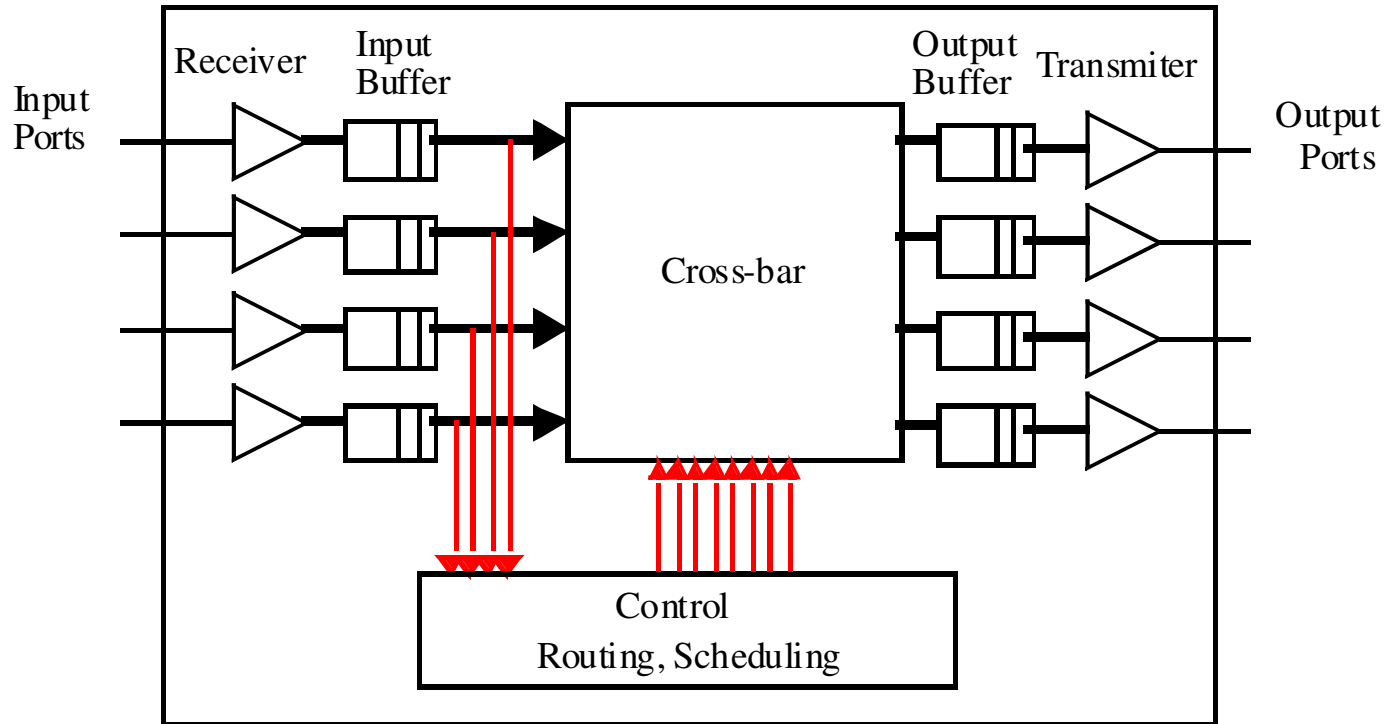 Input
Ports
Receiver
Input
Buffer
Output
Buffer
Transmiter
Output
Ports
Cross-bar
Control
Routing, Scheduling